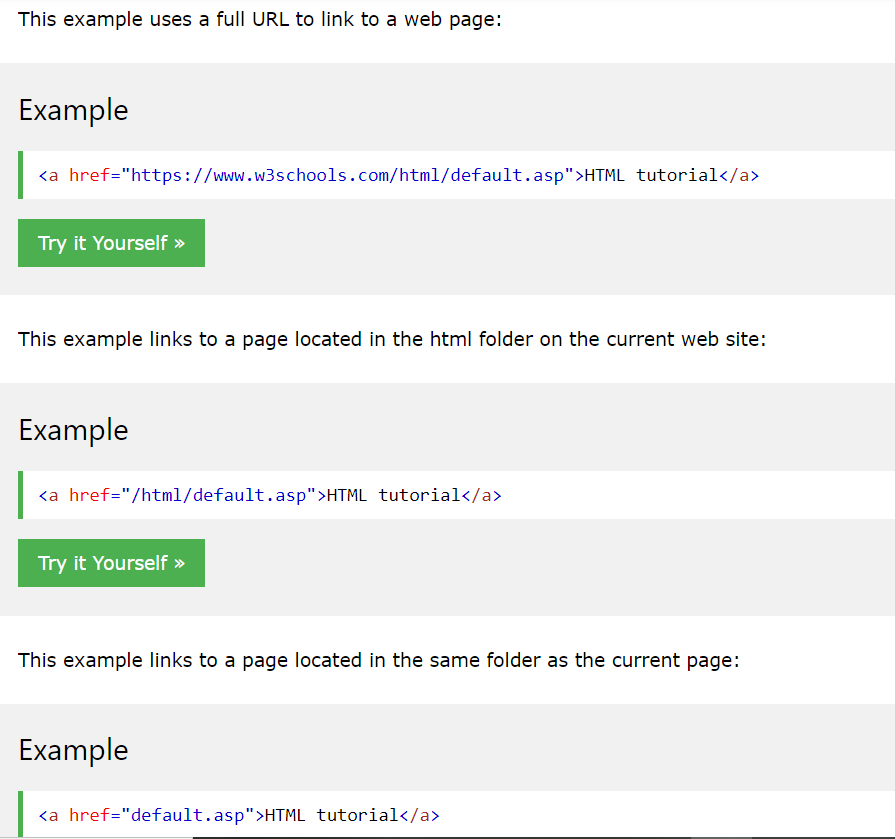 This example uses a full URL to link to a web page:
Example
<a href="https://www.w3schools.com/html/default.asp">HTML tutorial</a>
Try it Yourself »
This example links to a page located in the html folder on the current web site:
Example
<a href="/html/default.asp">HTML tutorial</a>
Try it Yourself »
This example links to a page located in the same folder as the current page:
Example
<a href="default.asp">HTML tutorial</a>